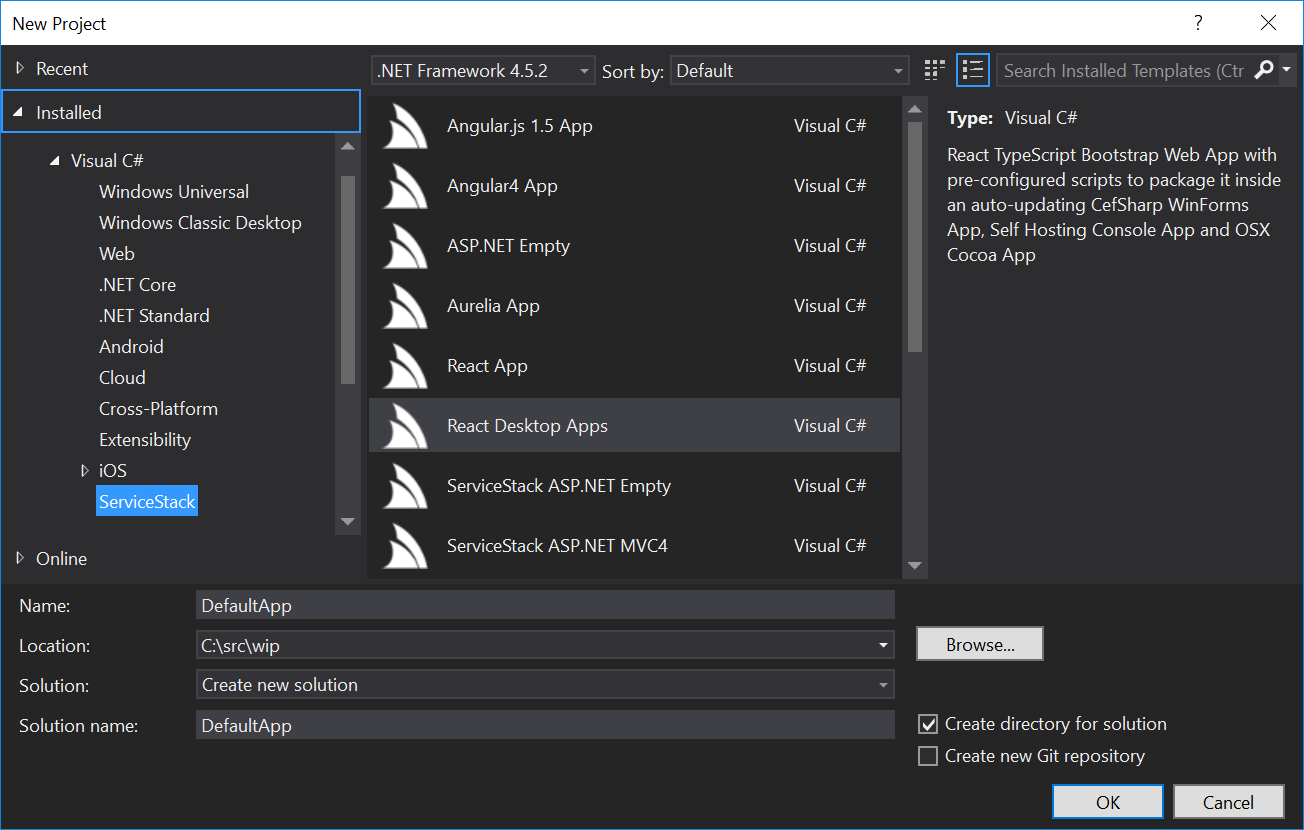 New Project
?
Recent
.NET Framework 4.5.2
Sort by:
Default
Search Installed Templates (Ctr
Installed
Visual C#
Windows Universal
Windows Classic Desktop
Web
.NET Core
.NET Standard
Android
Cloud
Cross-Platform
Extensibility
iOS
ServiceStack
Online
Angular.js 1.5 App Visual C#
Angular4 App Visual C#
ASP.NET Empty Visual C#
Aurelia App Visual C#
React App Visual C#
React Desktop Apps Visual C#
ServiceStack ASP.NET Empty Visual C#
ServiceStack ASP.NET MVC4 Visual C#
Type: Visual C#
React TypeScript Bootstrap Web App with
pre-configured scripts to package it inside
an auto-updating CefSharp WinForms
App, Self Hosting Console App and OSX
Cocoa App
Name: DefaultApp
Location: C:\src\wip
Browse...
Solution: Create new solution
Solution name: DefaultApp
Create directory for solution
Create new Git repository
OK
Cancel